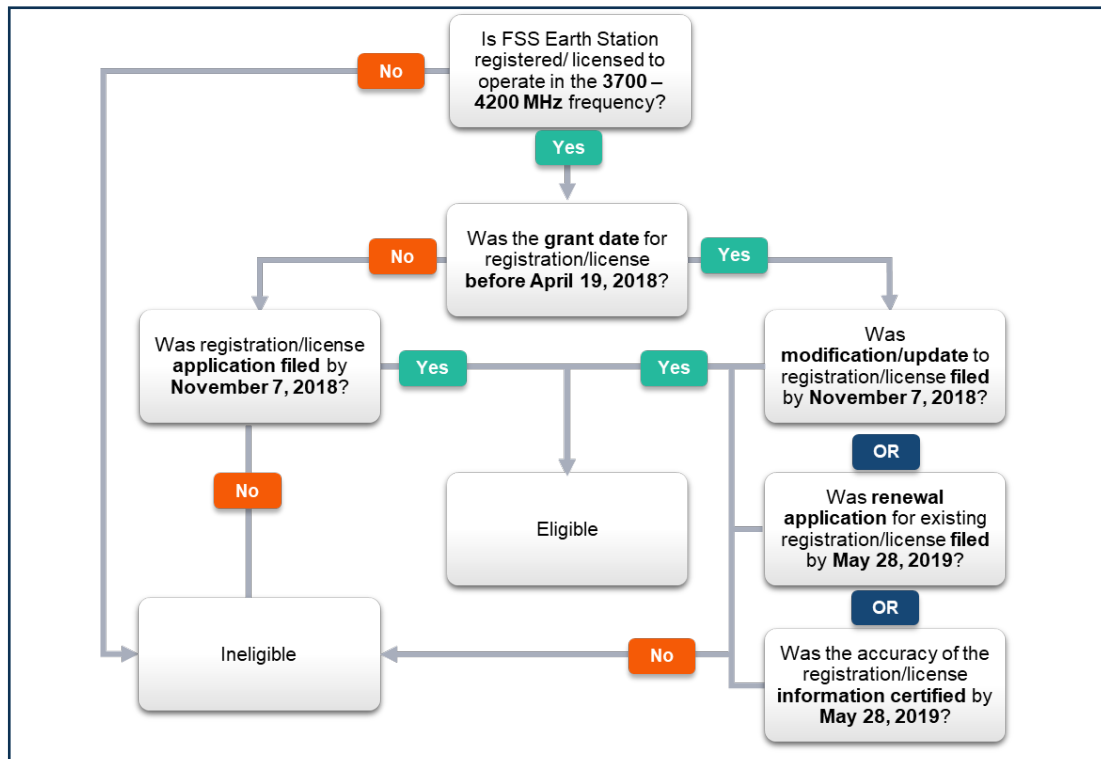 Is FSS Earth Station
registered/ licensed to
operate in the 3700 –
4200 MHz frequency?
No
Yes
Was the grant date for
registration/license
before April 19, 2018?
No
Yes
Was registration/license
application filed by
November 7, 2018?
Yes
Yes
Was
modification/update to
registration/license filed
by November 7, 2018?
OR
No
Eligible
Was renewal
application for existing
registration/license filed
by May 28, 2019?
OR
Ineligible
No
Was the accuracy of the
registration/license
information certified by
May 28, 2019?